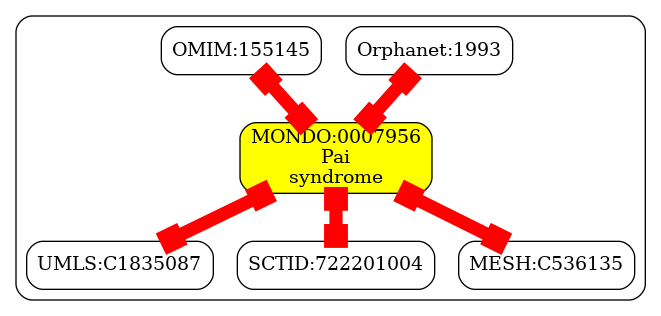 OMIM:155145
Orphanet:1993
MONDO:0007956
Pai
syndrome
UMLS:C1835087
SCTID:722201004
MESH:C536135